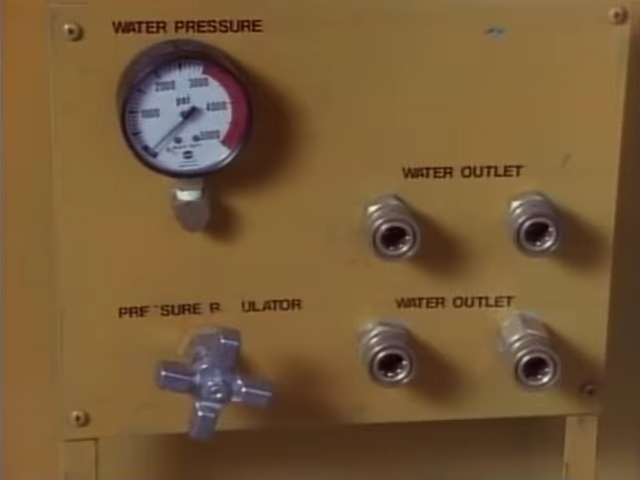 WATER PRESSURE
2000 3000
psi
1000 4000
5000
WATER OUTLET
PRE SURE R ULATOR
WATER OUTLET